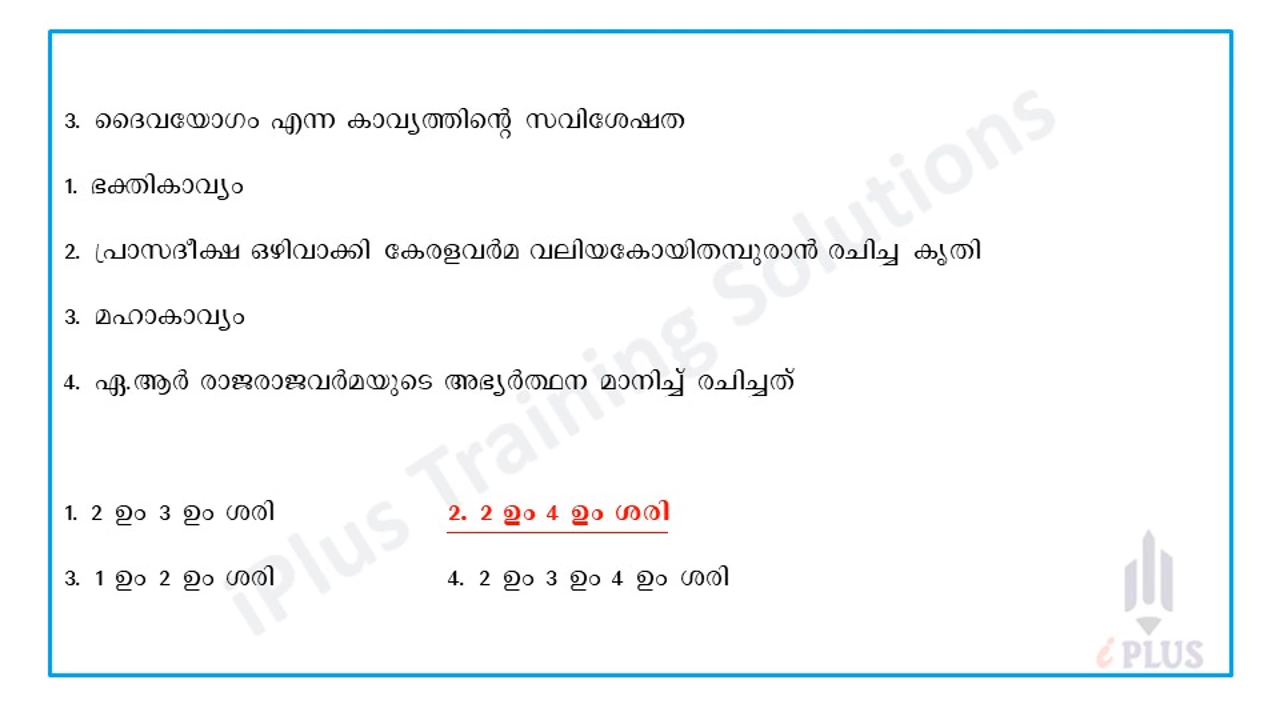 3. ദൈവയോഗം എന്ന കാവ്യത്തിന്റെ സവിശേഷത
1. ഭക്തികാവ്യം
2. പ്രാസദീക്ഷ ഒഴിവാക്കി കേരളവർമ വലിയകോയിതമ്പുരാൻ രചിച്ച കൃതി
3. മഹാകാവ്യം
4. ഏ.ആർ രാജരാജവർമയുടെ അഭ്യർത്ഥന മാനിച്ച് രചിച്ചത്
1. 2 ഉം 3 ഉം ശരി
2. 2 ഉം 4 ഉം ശരി
3. 1 ഉം 2 ഉം ശരി
4. 2 ഉം 3 ഉം 4 ഉം ശരി
iPlus Training Solutions
i PLUS